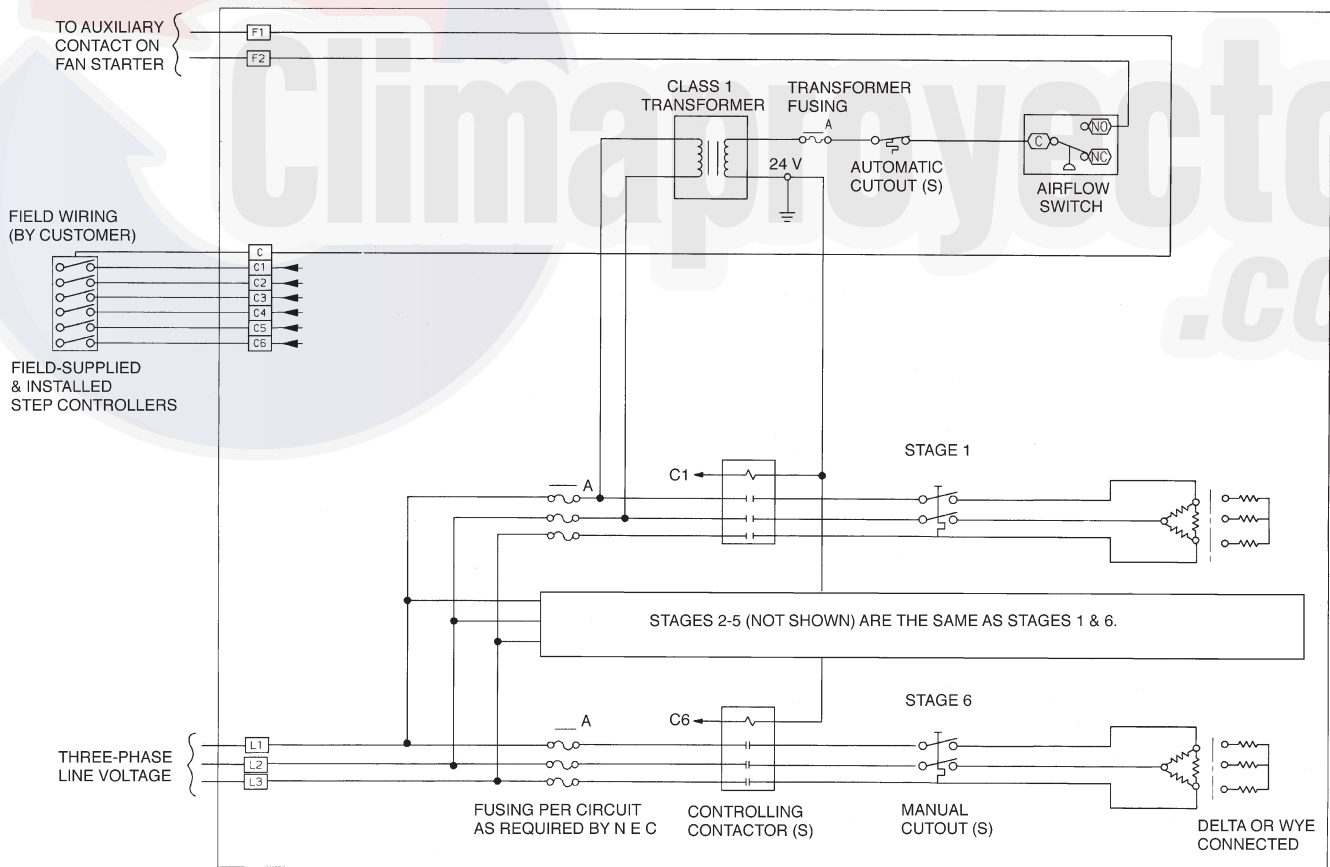 TO AUXILIARY
CONTACT ON
FAN STARTER
F1
F2
Climaproyecto
.co
CLASS 1
TRANSFORMER
TRANSFORMER
FUSING
A
24 V
AUTOMATIC
CUTOUT (S)
C
NO
NC
AIRFLOW
SWITCH
FIELD WIRING
(BY CUSTOMER)
C
C1
C2
C3
C4
C5
C6
FIELD-SUPPLIED
& INSTALLED
STEP CONTROLLERS
STAGE 1
C1
A
STAGES 2-5 (NOT SHOWN) ARE THE SAME AS STAGES 1 & 6.
STAGE 6
C6
A
THREE-PHASE
LINE VOLTAGE
L1
L2
L3
FUSING PER CIRCUIT
AS REQUIRED BY N E C
CONTROLLING
CONTACTOR (S)
MANUAL
CUTOUT (S)
DELTA OR WYE
CONNECTED